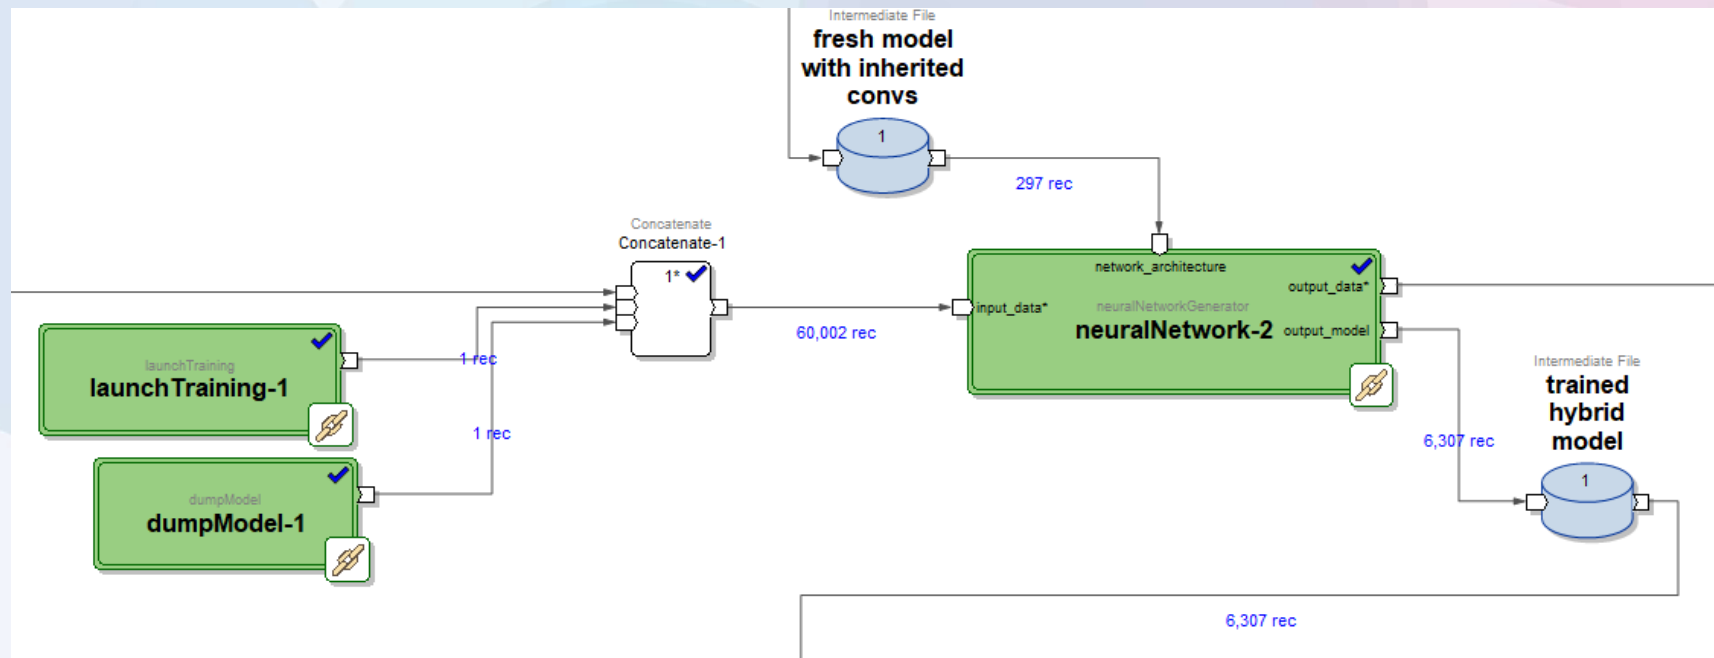 Intermediate File
fresh model
with inherited
convs
1
297 rec
Concatenate
Concatenate-1
1*
60,002 rec
network_architecture
input_data*
neuralNetworkGenerator
neuralNetwork-2
output_data*
output_model
launchTraining
launchTraining-1
1 rec
dumpModel
dumpModel-1
1 rec
Intermediate File
trained
hybrid
model
1
6,307 rec
6,307 rec